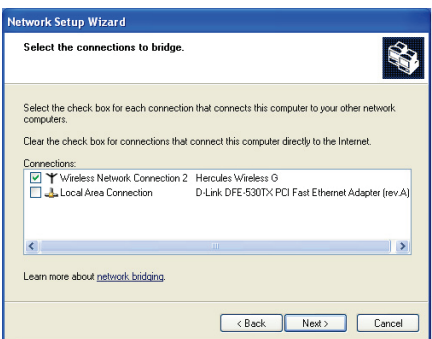 Network Setup Wizard
Select the connections to bridge.
Select the check box for each connection that connects this computer to your other network
computers.
Clear the check box for connections that connect this computer directly to the Internet.
Connections:
Wireless Network Connection 2 Hercules Wireless G
Local Area Connection D-Link DFE-530TX PCI Fast Ethernet Adapter (rev.A)
Learn more about network bridging.
< Back Next > Cancel